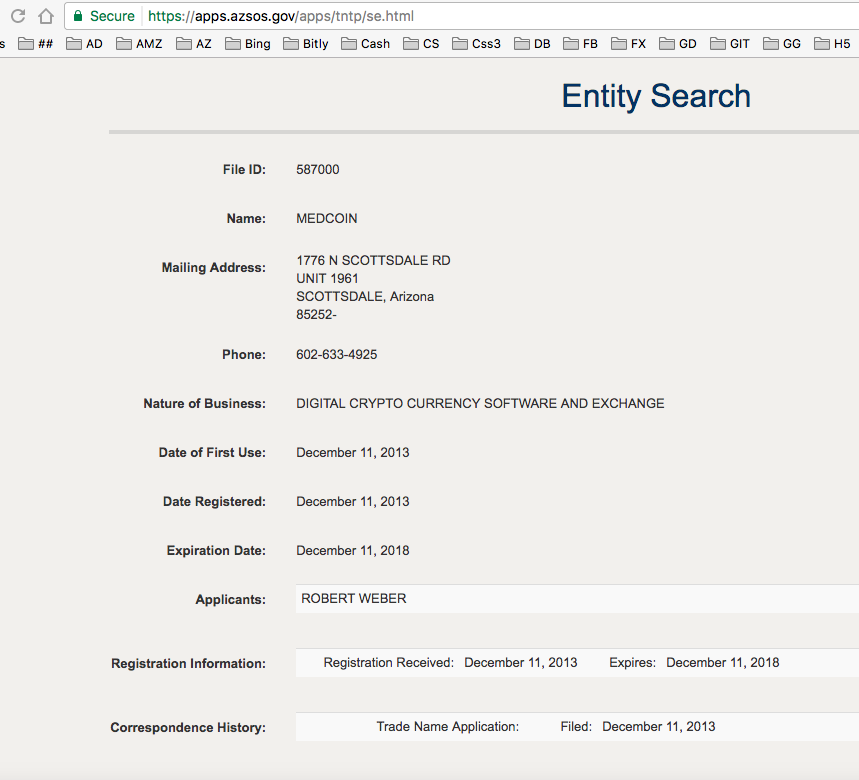 Secure https://apps.azsos.gov/apps/tntp/se.html
s ## AD AMZ AZ Bing Bitly Cash CS Css3 DB FB FX GD GIT GG H5
Entity Search
File ID: 587000
Name: MEDCOIN
Mailing Address: 1776 N SCOTTSDALE RD
UNIT 1961
SCOTTSDALE, Arizona
85252-
Phone: 602-633-4925
Nature of Business: DIGITAL CRYPTO CURRENCY SOFTWARE AND EXCHANGE
Date of First Use: December 11, 2013
Date Registered: December 11, 2013
Expiration Date: December 11, 2018
Applicants: ROBERT WEBER
Registration Information: Registration Received: December 11, 2013 Expires: December 11, 2018
Correspondence History: Trade Name Application: Filed: December 11, 2013